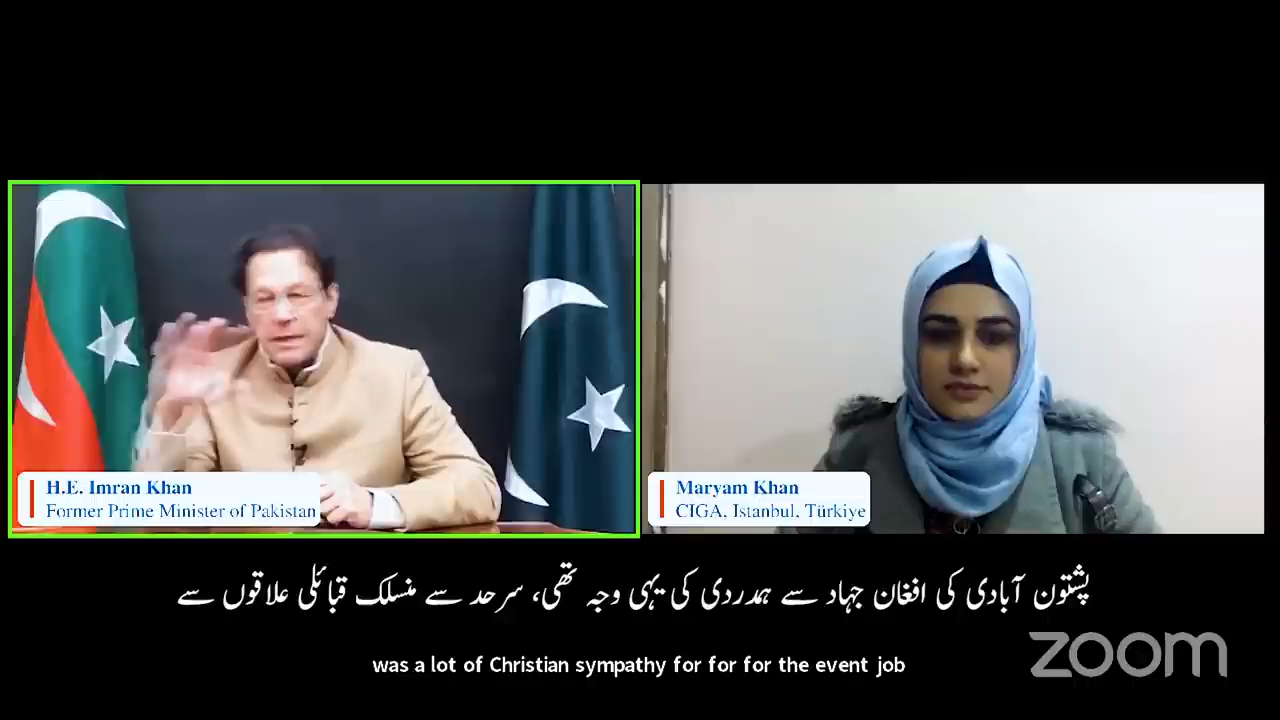 H.E. Imran Khan
Former Prime Minister of Pakistan
Maryam Khan
CIGA, Istanbul, Türkiye
پشتون آبادی کی افغان جہاد سے ہمدردی کی یہی وجہ تھی، سرحد سے منسلک قبائلی علاقوں سے
was a lot of Christian sympathy for for for the event job
zoom